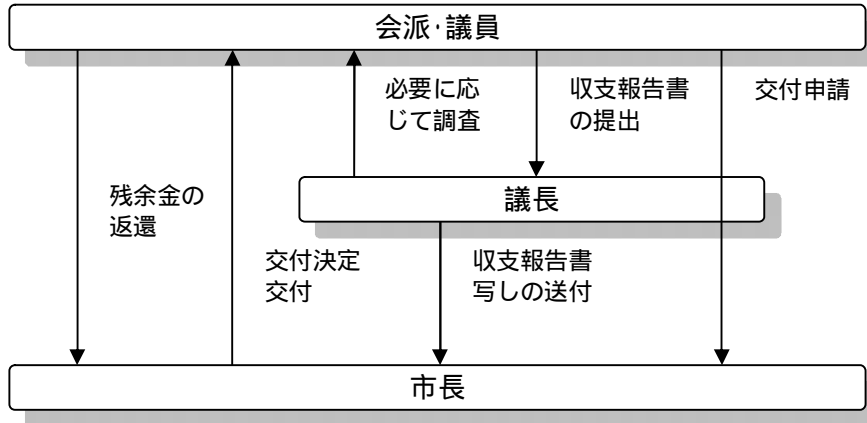 会派･議員
必要に応
じて調査
収支報告書
の提出
交付申請
議長
残余金の
返還
交付決定
交付
収支報告書
写しの送付
市長